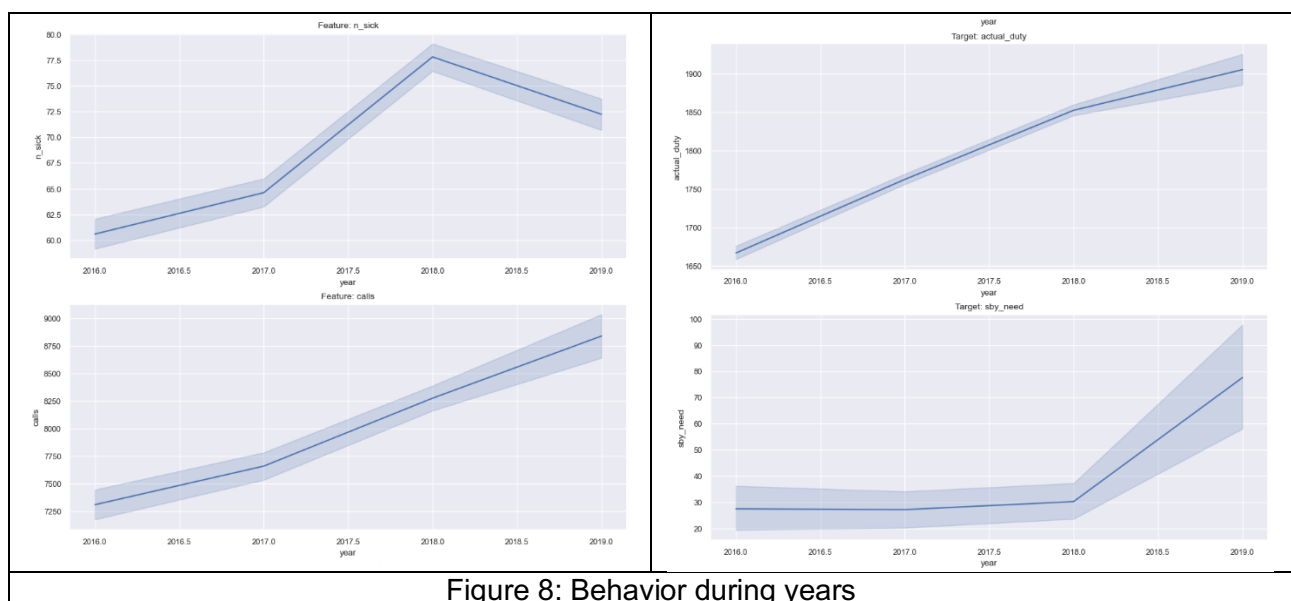 Feature: n_sick
80.0
77.5
75.0
72.5
70.0
67.5
65.0
62.5
60.0
n_sick
2016.0 2016.5 2017.0 2017.5 2018.0 2018.5 2019.0
year
Feature: calls
9000
8750
8500
8250
8000
7750
7500
7250
calls
2016.0 2016.5 2017.0 2017.5 2018.0 2018.5 2019.0
year
year
Target: actual_duty
1900
1850
1800
1750
1700
1650
actual_duty
2016.0 2016.5 2017.0 2017.5 2018.0 2018.5 2019.0
year
Target: sby_need
100
90
80
70
60
50
40
30
20
sby_need
2016.0 2016.5 2017.0 2017.5 2018.0 2018.5 2019.0
year
Figure 8: Behavior during years